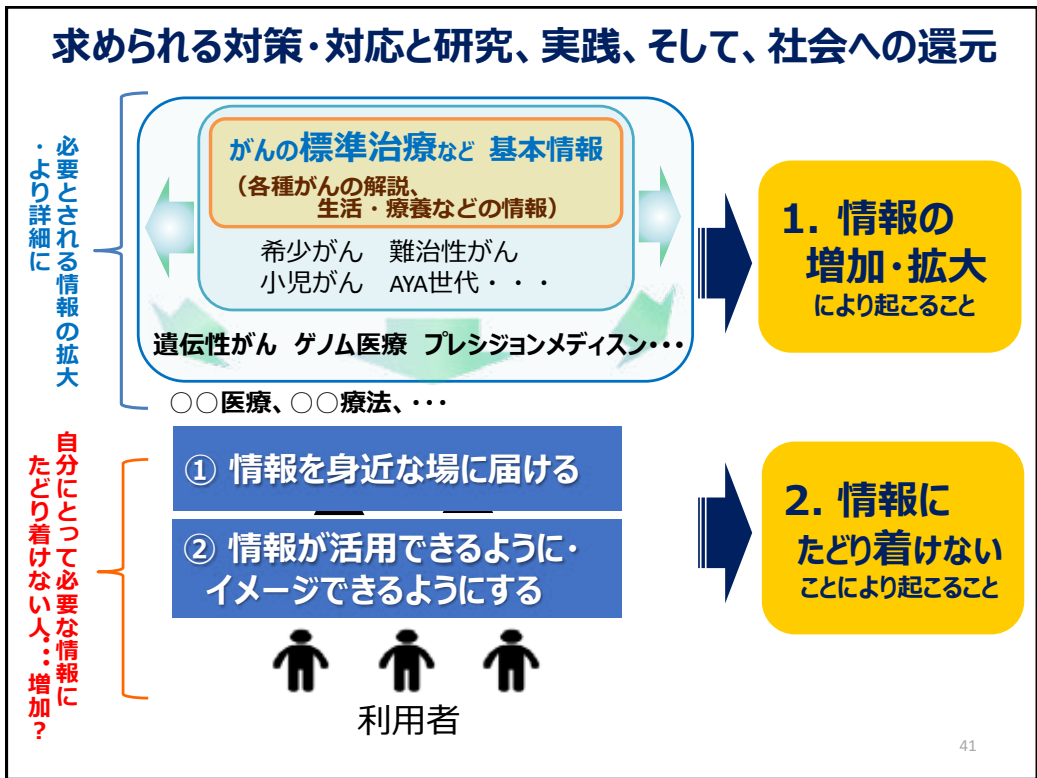 求められる対策・対応と研究、実践、そして、社会への還元
必要とされる情報の拡大
・より詳細に
がんの標準治療など 基本情報
（各種がんの解説、
生活・療養などの情報）
希少がん 難治性がん
小児がん AYA世代・・・
遺伝性がん ゲノム医療 プレシジョンメディスン・・・
○○医療、○○療法、・・・
1. 情報の
増加・拡大
により起こること
自分にとって必要な情報に
たどり着けない人・・・増加？
① 情報を身近な場に届ける
② 情報が活用できるように・
イメージできるようにする
利用者
2. 情報に
たどり着けない
ことにより起こること
41